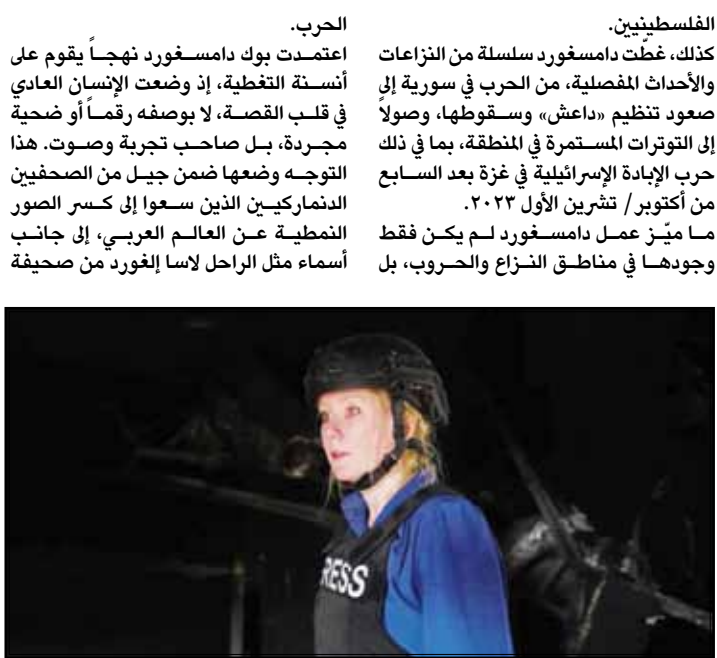 الفلسطينيين.
كذلك، غطّت دامسغورد سلسلة من النزاعات
والأحداث المفصلية، من الحرب في سورية إلى
صعود تنظيم «داعش» وسقوطها، وصولاً
إلى التوترات المستمرة في المنطقة، بما في ذلك
حرب الإبادة الإسرائيلية في غزة بعد السابع
من أكتوبر/ تشرين الأول ٢٠٢٣.
ما ميّز عمل دامسغورد لم يكن فقط
وجودها في مناطق النزاع والحروب، بل
الحرب.
اعتمدت بوك دامسغورد نهجاً يقوم على
أنسنة التغطية، إذ وضعت الإنسان العادي
في قلب القصة، لا بوصفه رقماً أو ضحية
مجردة، بل صاحب تجربة وصوت. هذا
التوجه وضعها ضمن جيل من الصحفيين
الدنماركيين الذين سعوا إلى كسر الصور
النمطية عن العالم العربي، إلى جانب
أسماء مثل الراحل لاسا إلغورد من صحيفة
RESS